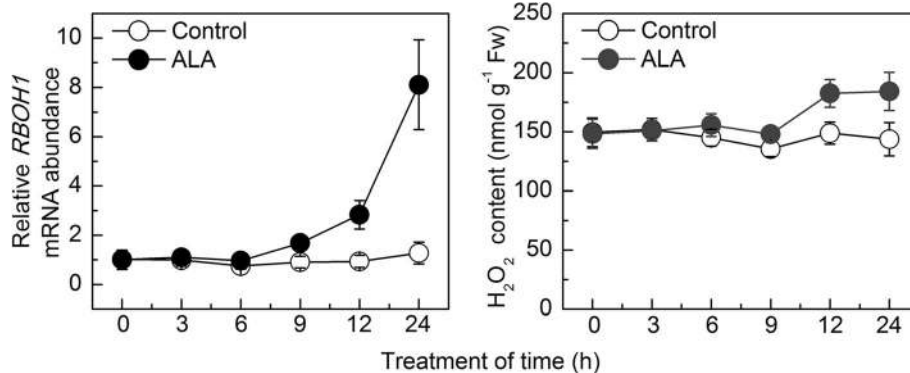 Relative RBOH1
mRNA abundance
10
8
6
4
2
0
Control
ALA
0 3 6 9 12 24
H₂O₂ content (nmol g⁻¹ Fw)
250
200
150
100
50
0
Control
ALA
0 3 6 9 12 24
Treatment of time (h)